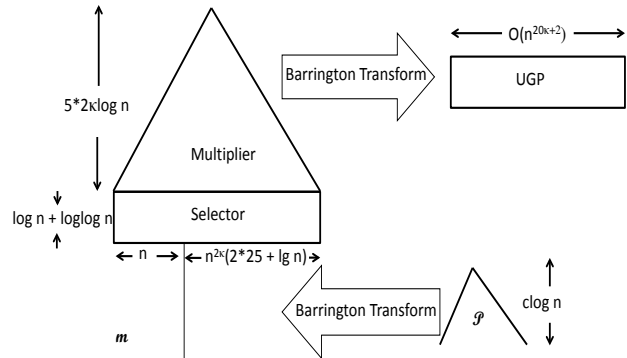 O(n^{20κ+2})
Barrington Transform
UGP
5*2κlog n
Multiplier
Selector
log n + loglog n
n
n^{2κ}(2*25 + lg n)
Barrington Transform
clog n
𝓂
𝒫